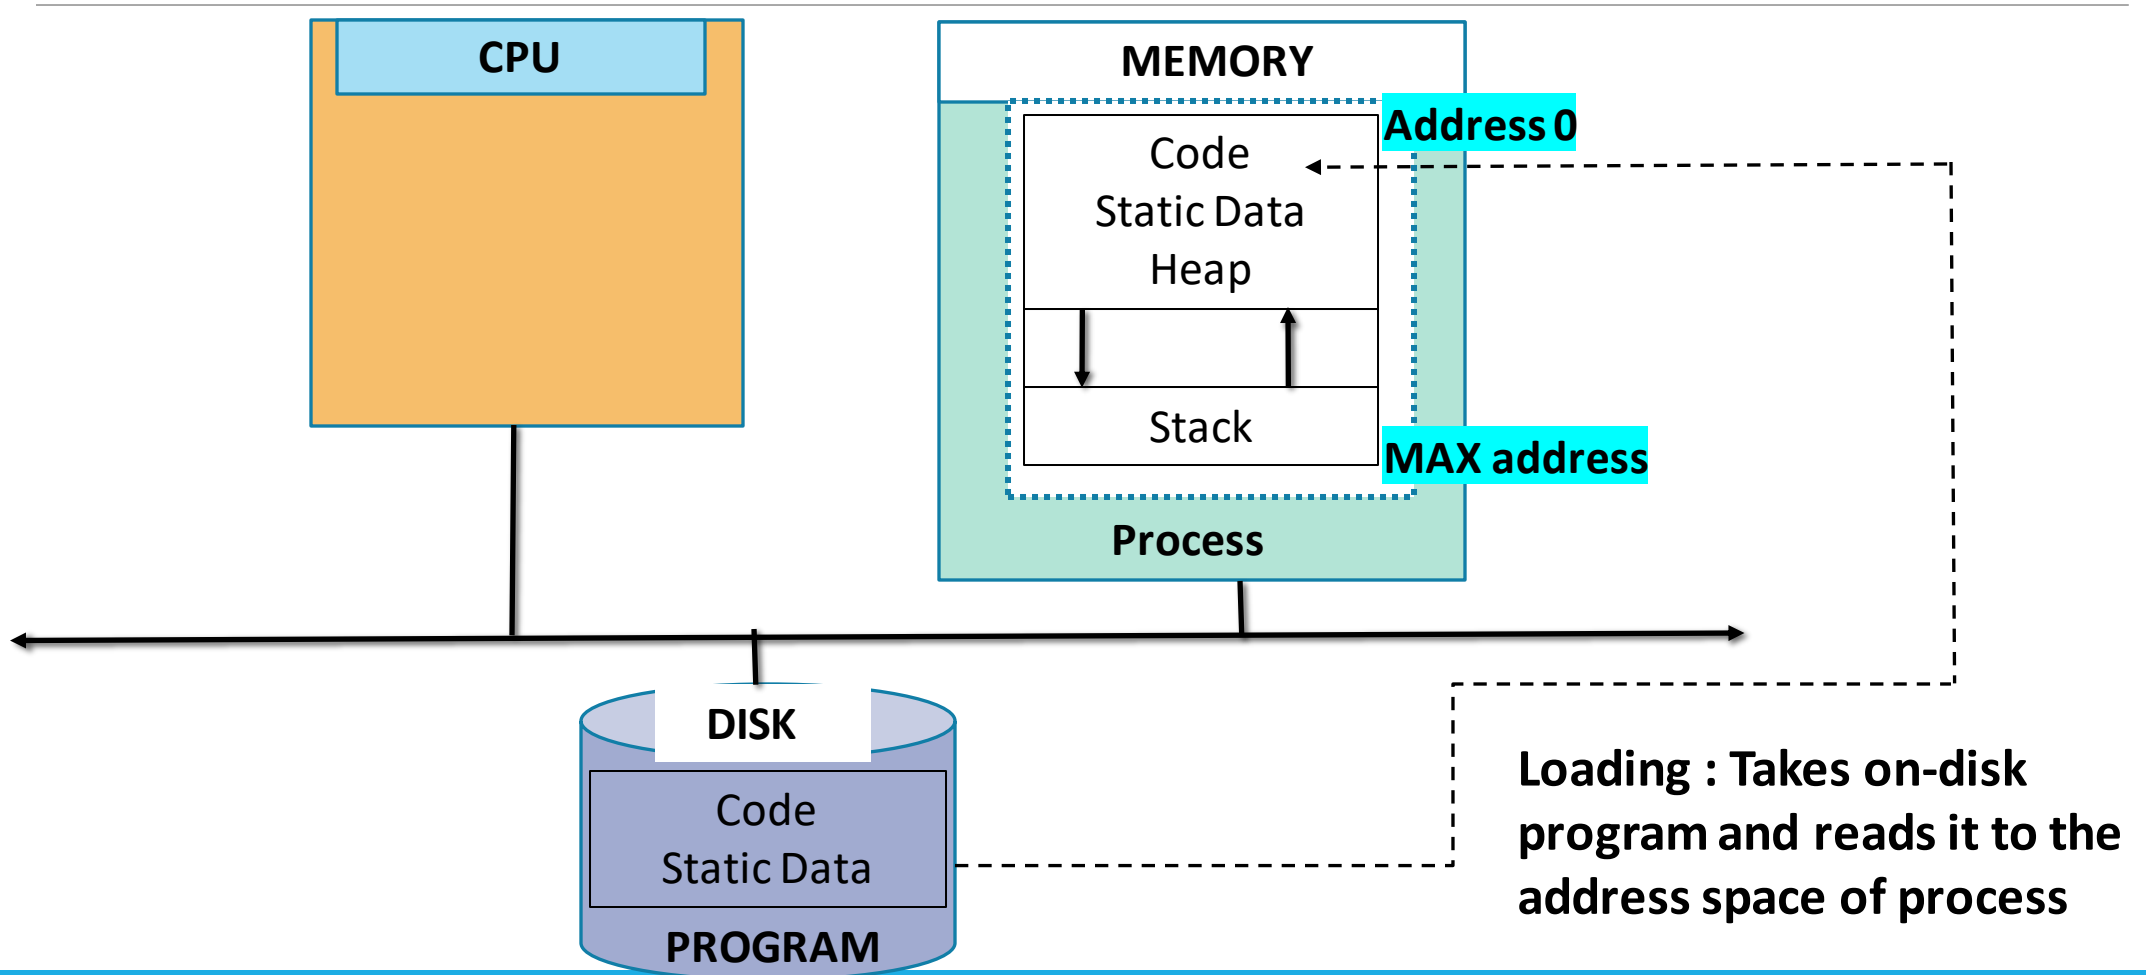 CPU
MEMORY
Address 0
Code
Static Data
Heap
Stack
MAX address
Process
DISK
Code
Static Data
PROGRAM
Loading : Takes on-disk
program and reads it to the
address space of process